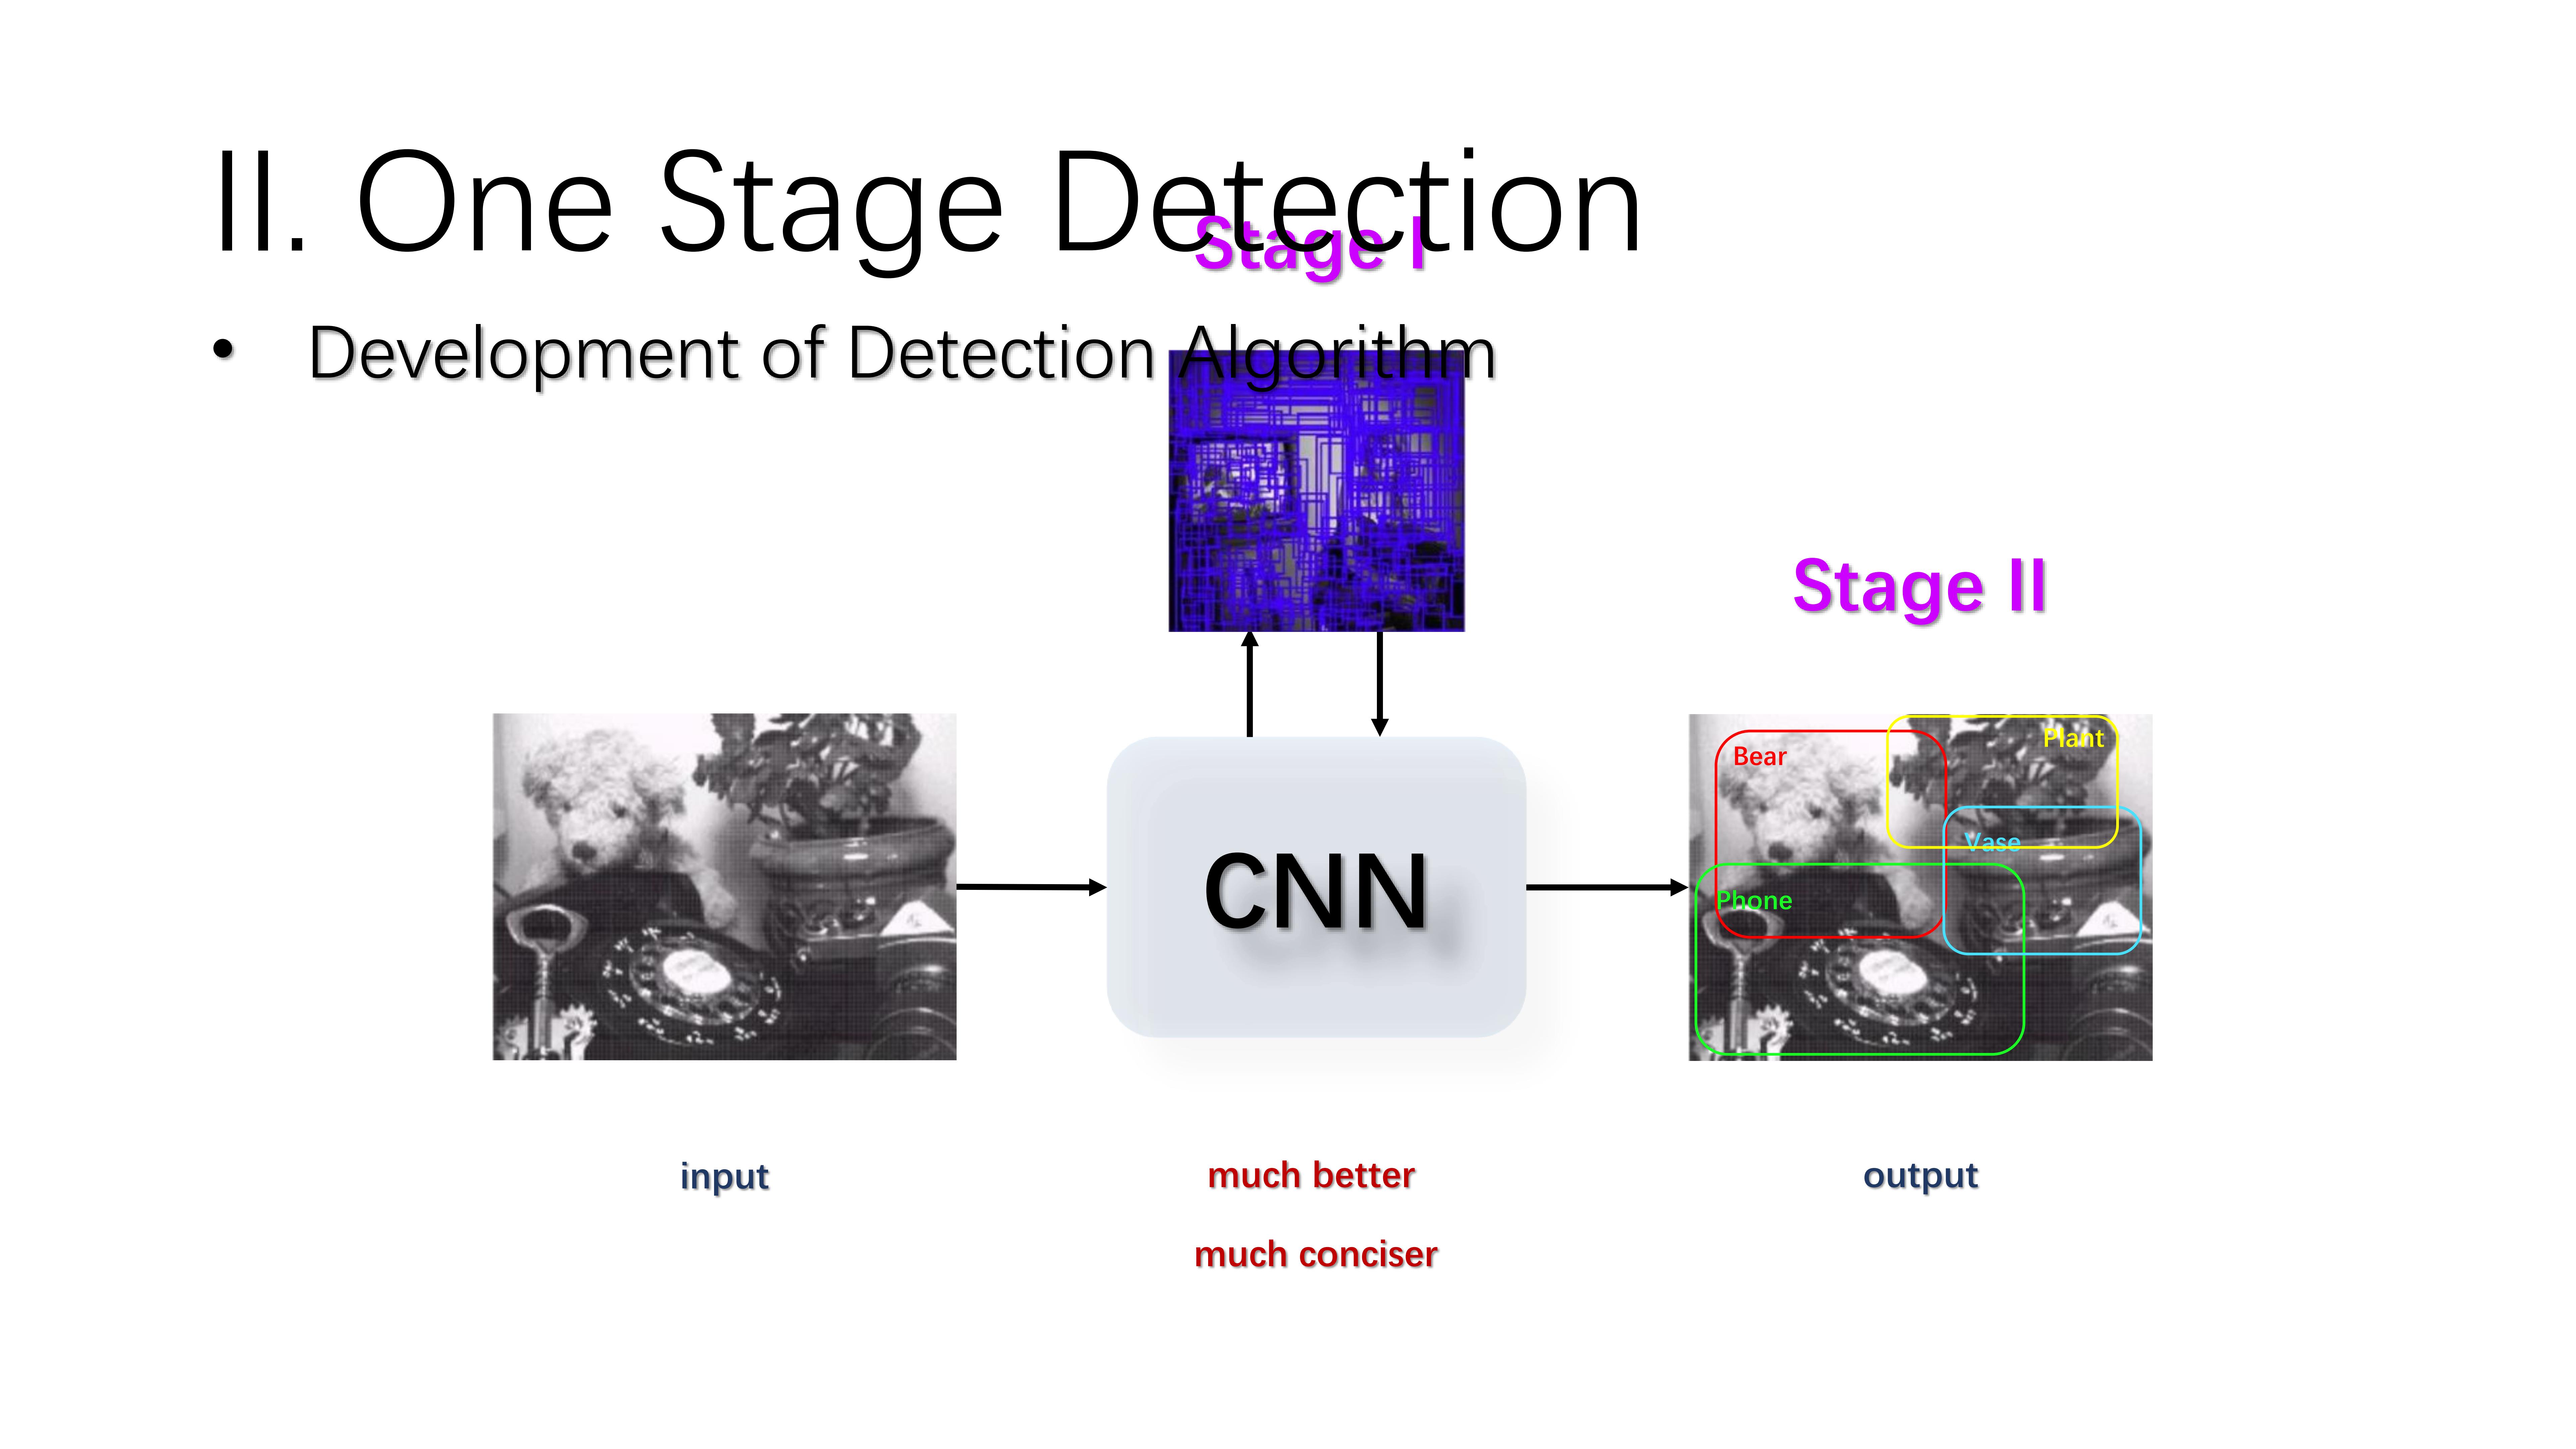 II. One Stage Detection
Stage I
• Development of Detection Algorithm
Stage II
Bear
Plant
Vase
Phone
CNN
input
much better
output
much conciser